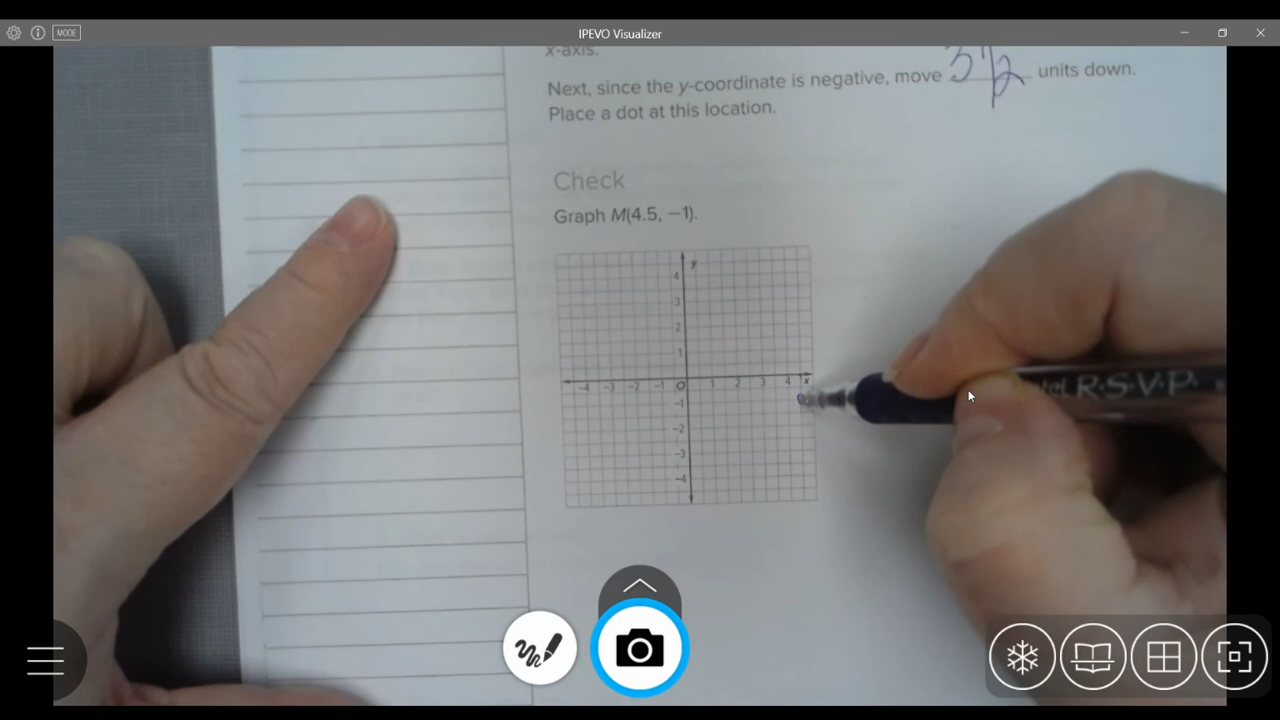 MODE
IPEVO Visualizer
x-axis.
Next, since the y-coordinate is negative, move 3 1/2 units down.
Place a dot at this location.
Check
Graph M(4.5, −1).
y
4
3
2
1
−4 −3 −2 −1 O 1 2 3 4 x
−1
−2
−3
−4
R·S·V·P·